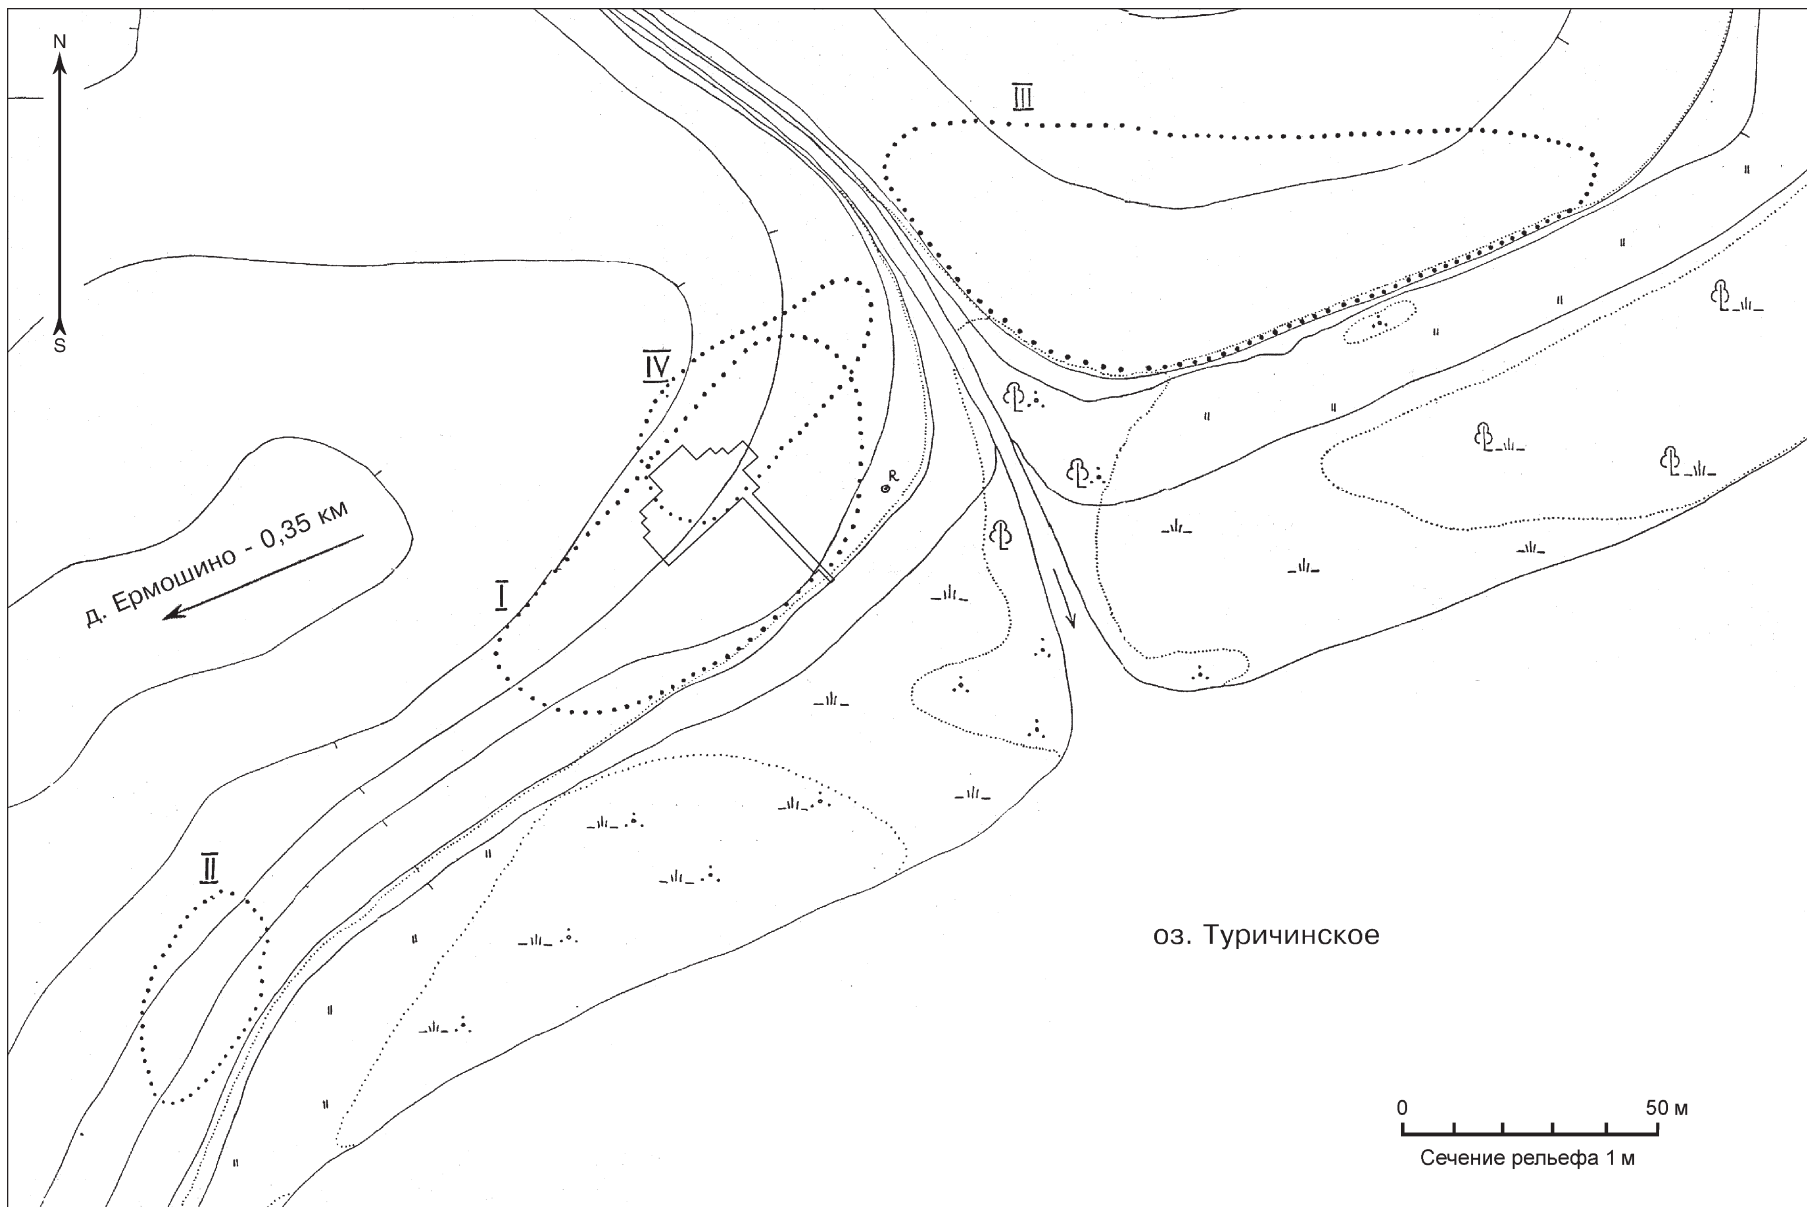 N
III
S
IV
R
д. Ермошино - 0,35 км
I
II
оз. Туричинское
0 50 м
Сечение рельефа 1 м